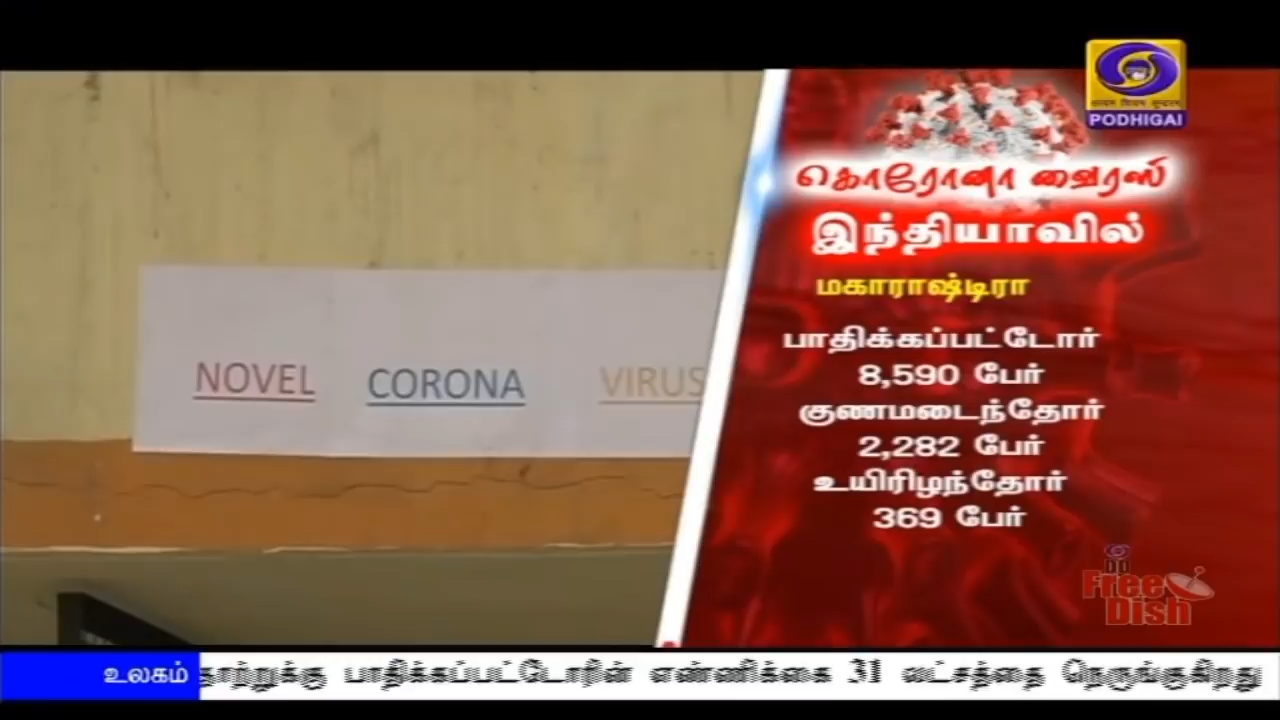 PODHIGAI
கொரோனா வைரஸ்
இந்தியாவில்
மகாராஷ்டிரா
பாதிக்கப்பட்டோர்
8,590 பேர்
குணமடைந்தோர்
2,282 பேர்
உயிரிழந்தோர்
369 பேர்
NOVEL CORONA VIRUS
DD
Free
Dish
உலகம் தாற்றுக்கு பாதிக்கப்பட்டோரின் எண்ணிக்கை 31 லட்சத்தை நெருங்குகிறது